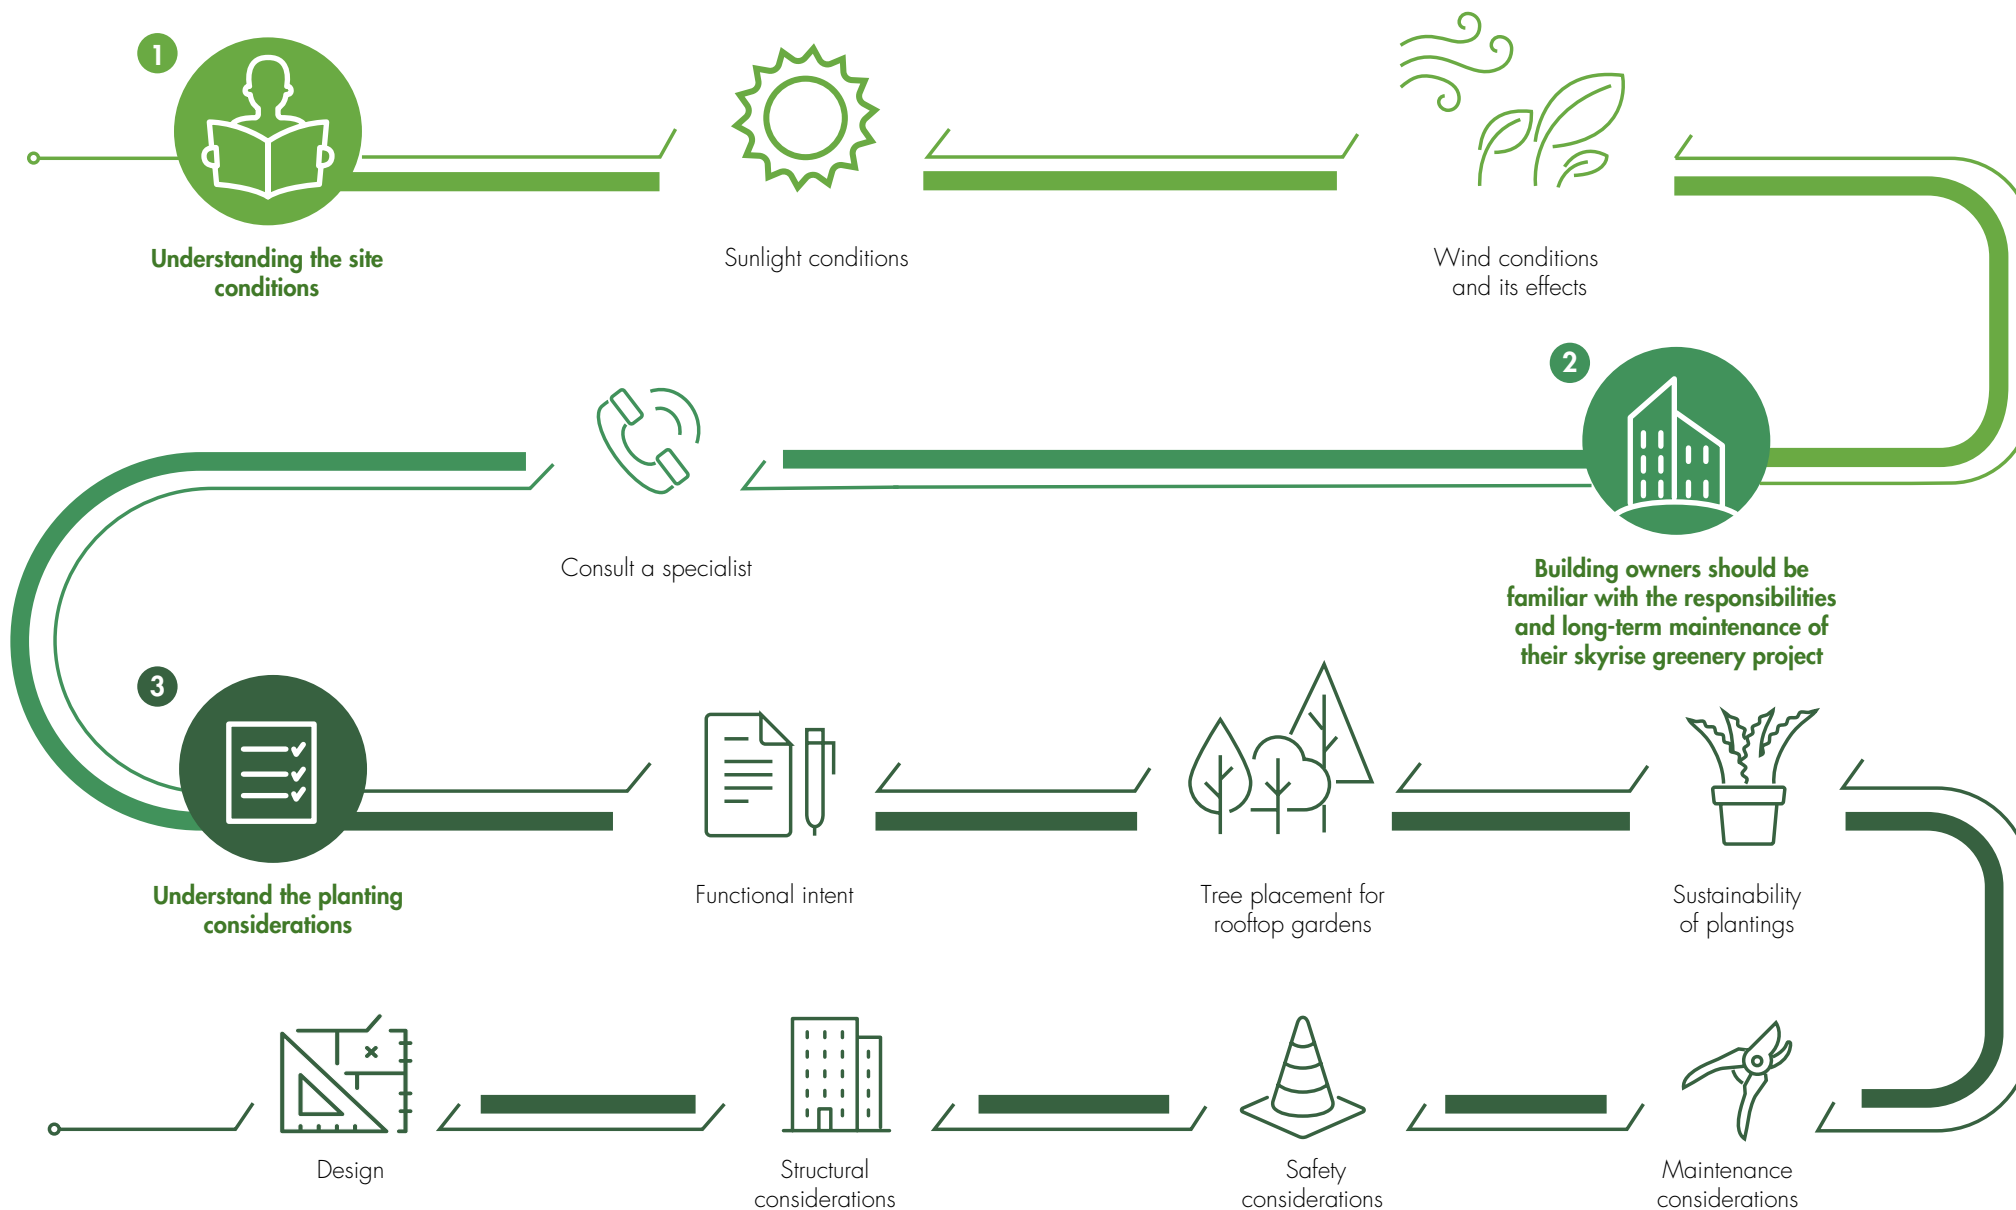 1
Understanding the site
conditions
Sunlight conditions
Wind conditions
and its effects
2
Building owners should be
familiar with the responsibilities
and long-term maintenance of
their skyrise greenery project
Consult a specialist
3
Understand the planting
considerations
Functional intent
Tree placement for
rooftop gardens
Sustainability
of plantings
Maintenance
considerations
Safety
considerations
Structural
considerations
Design